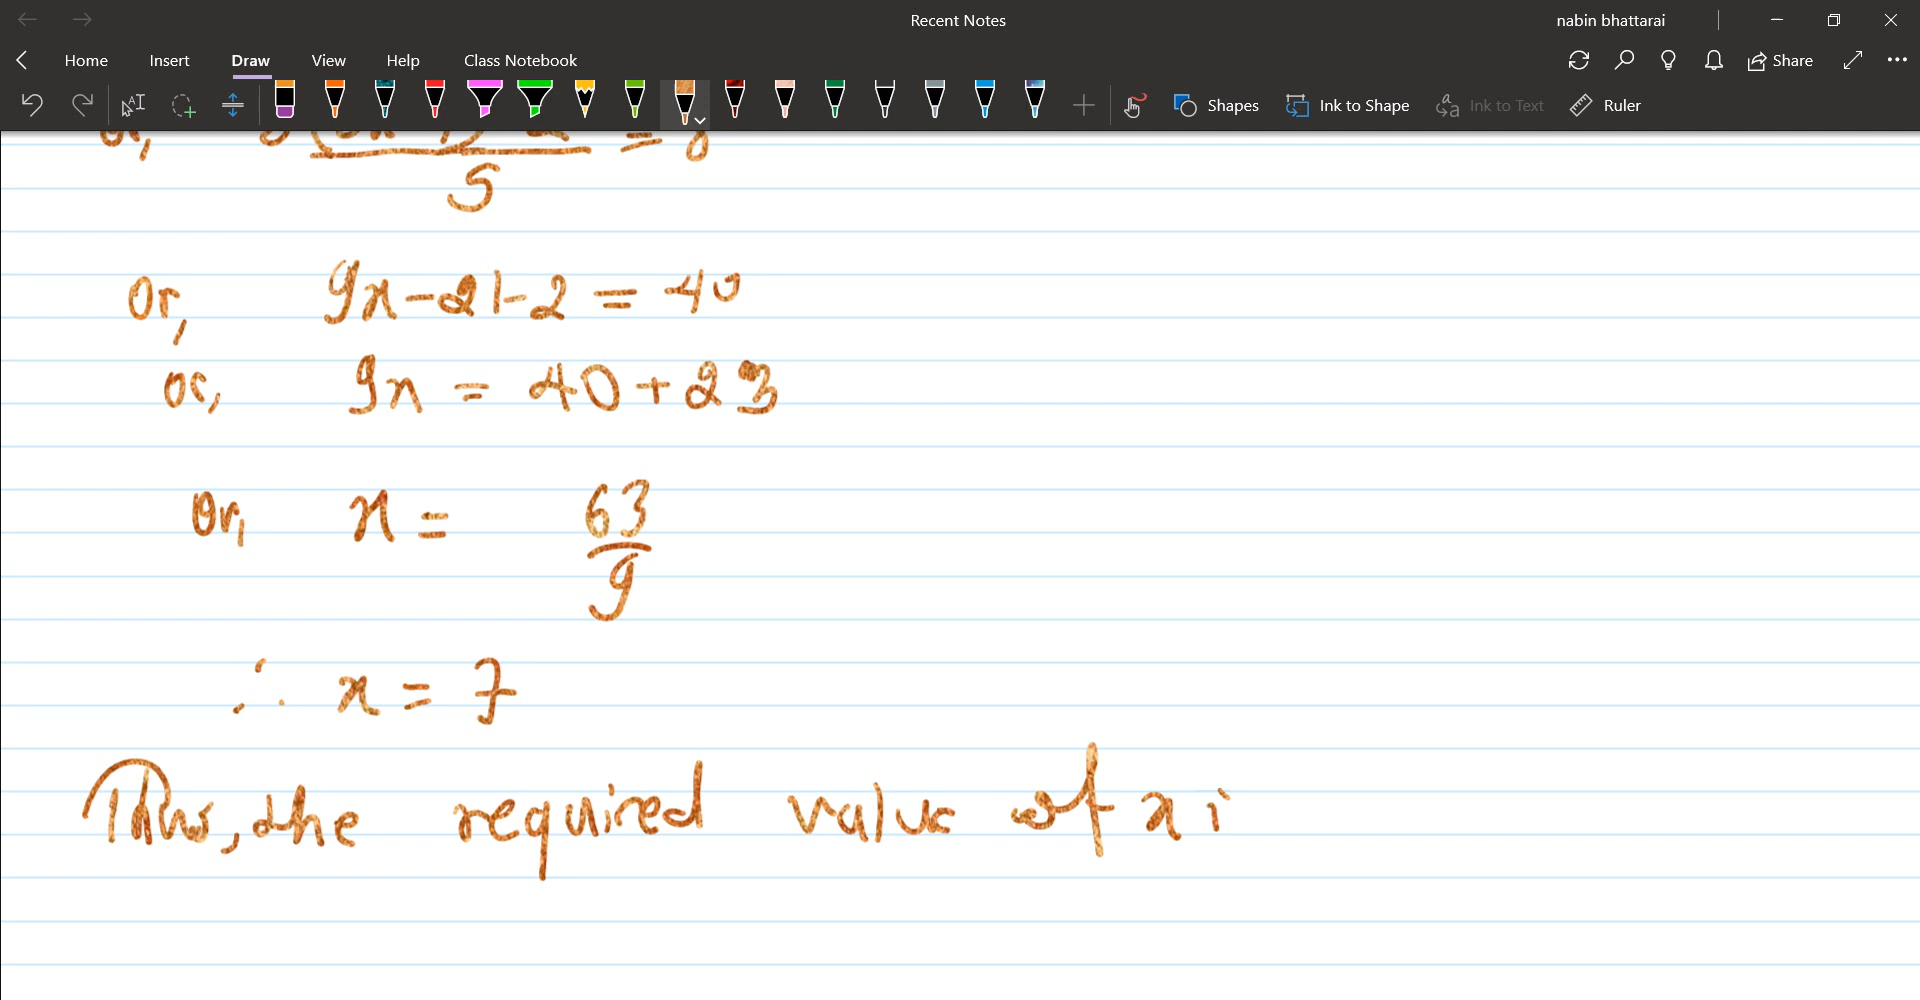 Recent Notes
nabin bhattarai
Home Insert Draw View Help Class Notebook
Share
Shapes Ink to Shape Ink to Text Ruler
or,
5
Or, 9x-21-2 = 40
or, 9x = 40+23
Or, x = 63/9
∴ x = 7
Thus, the required value of x i